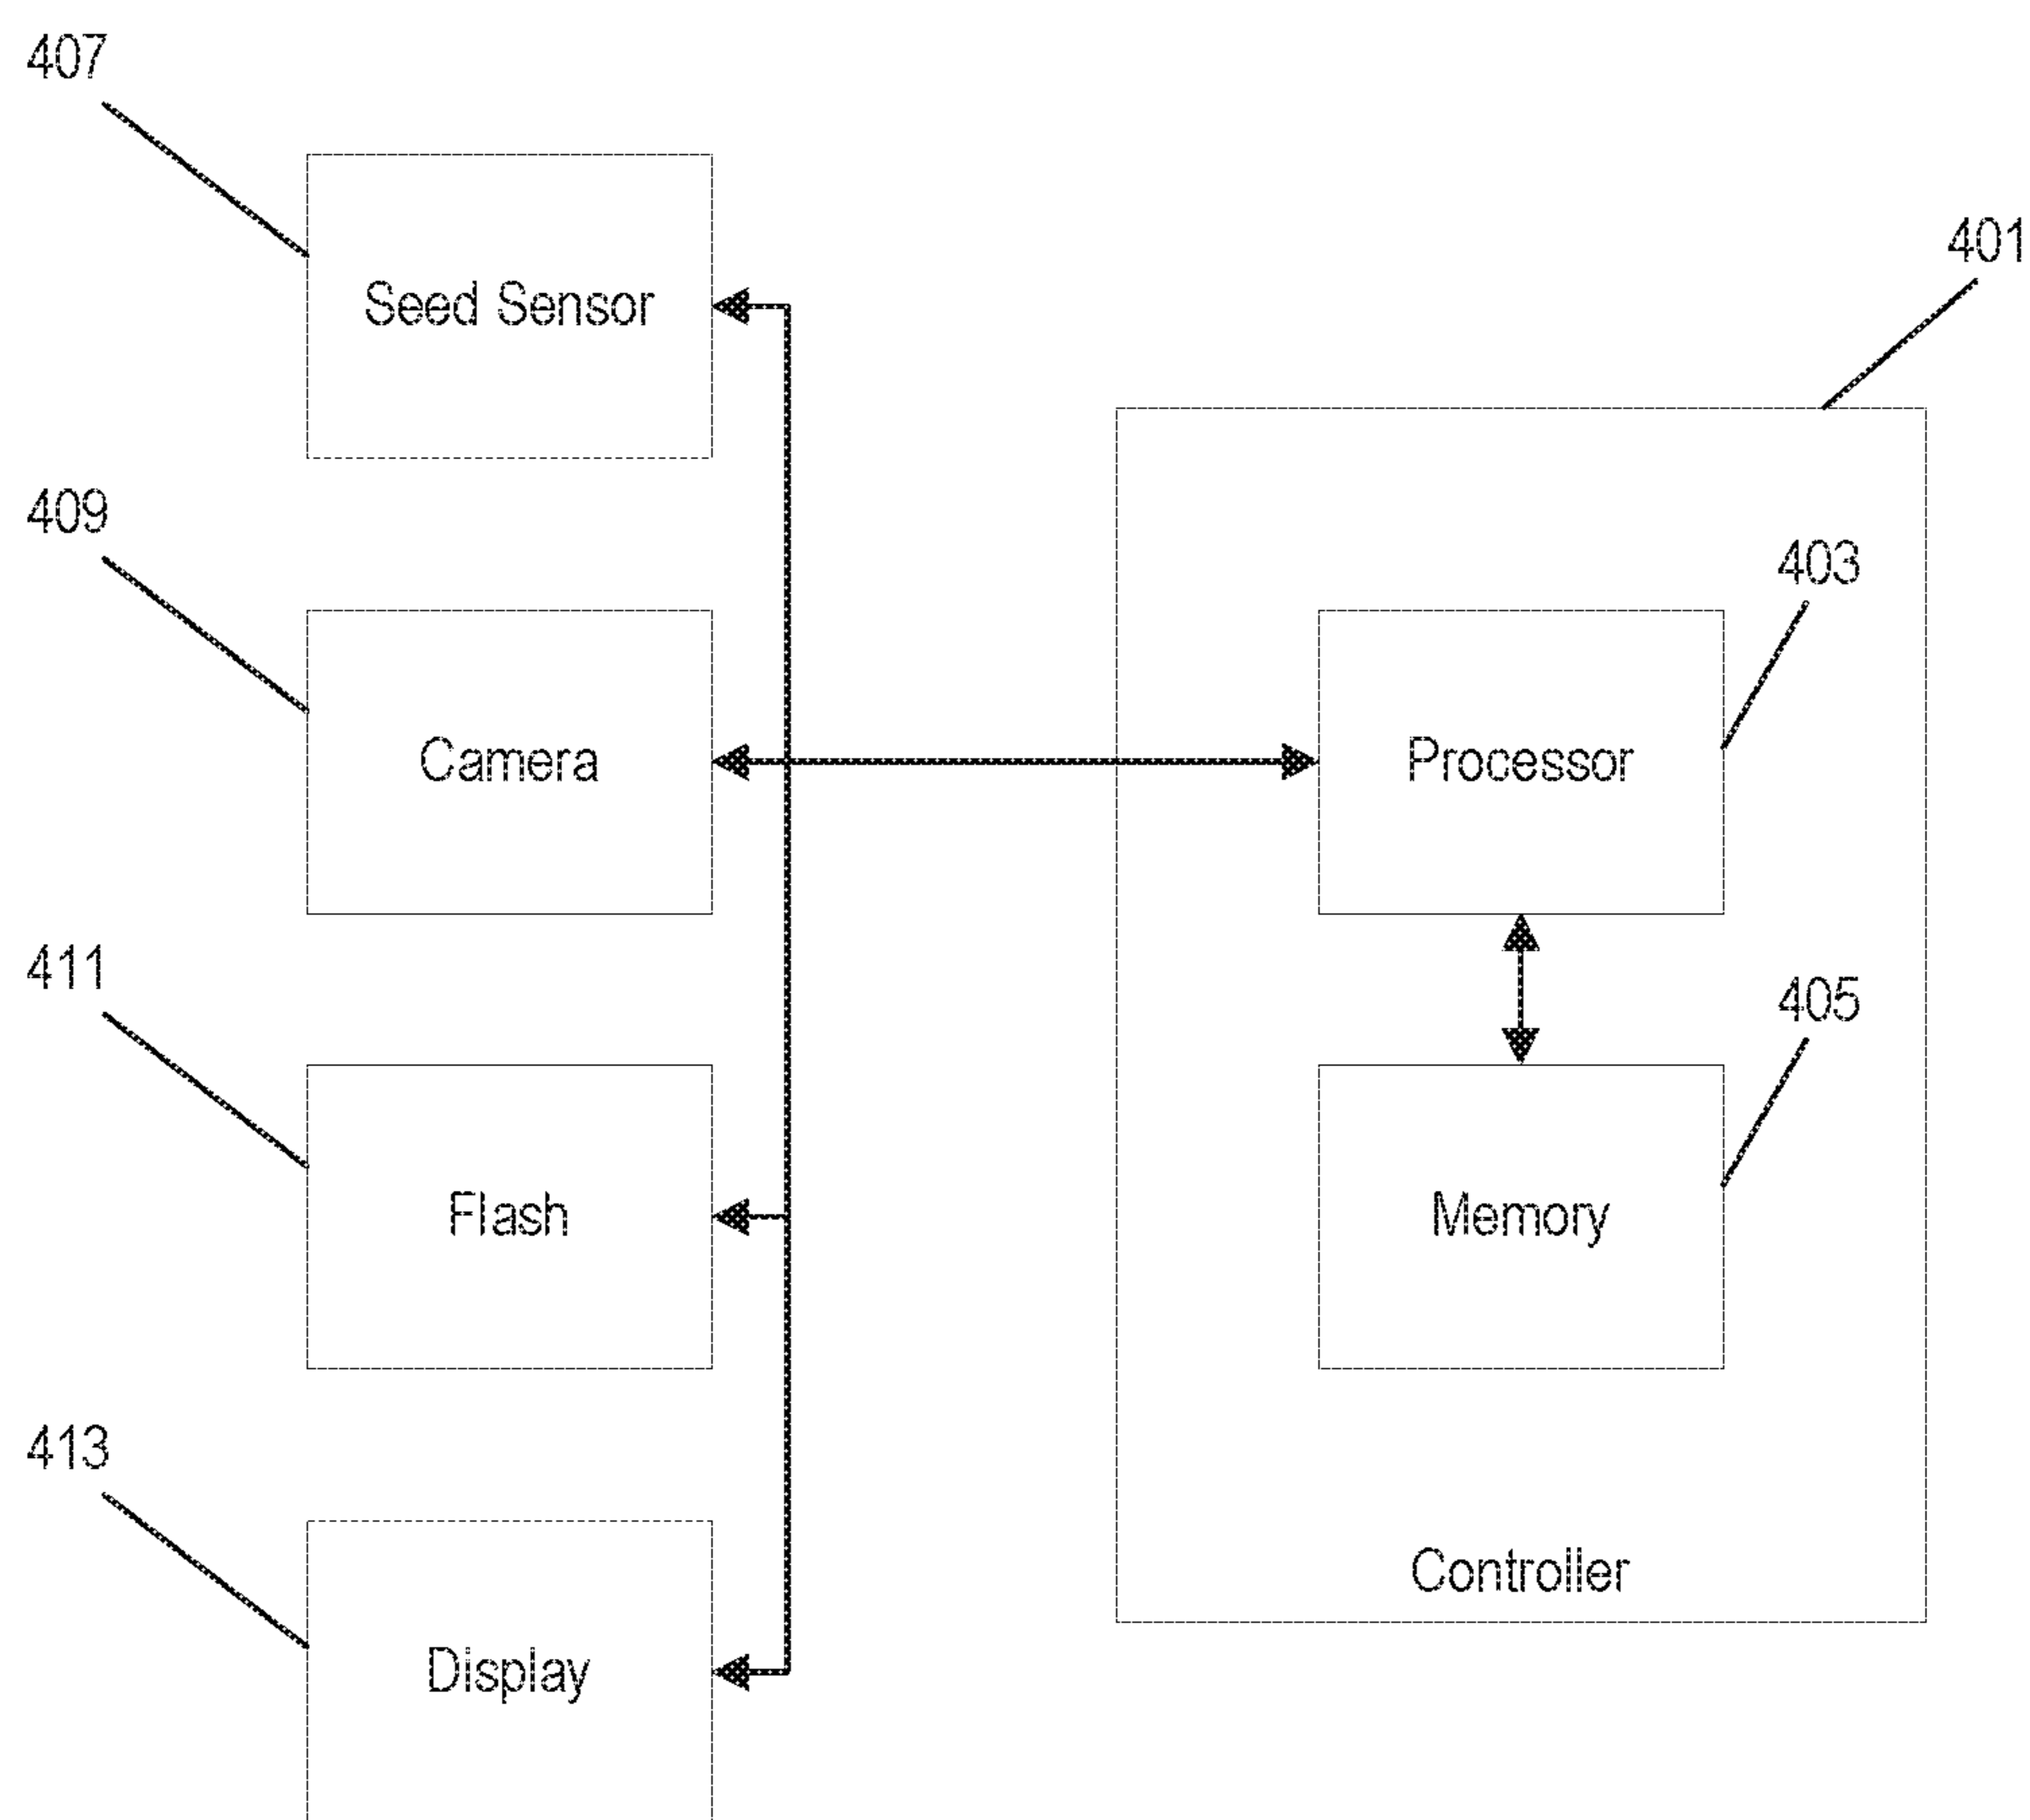 407
Seed Sensor
401
409
Camera
403
Processor
411
Flash
405
Memory
413
Display
Controller